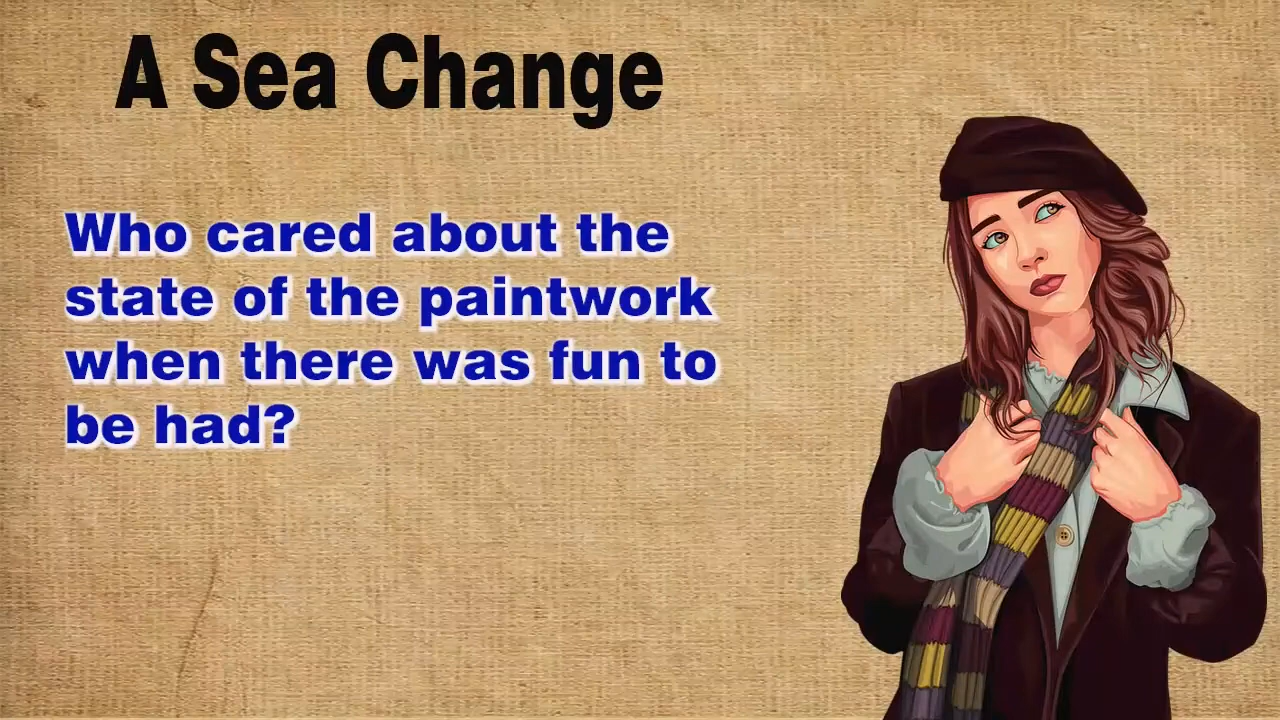 A Sea Change
Who cared about the
state of the paintwork
when there was fun to
be had?